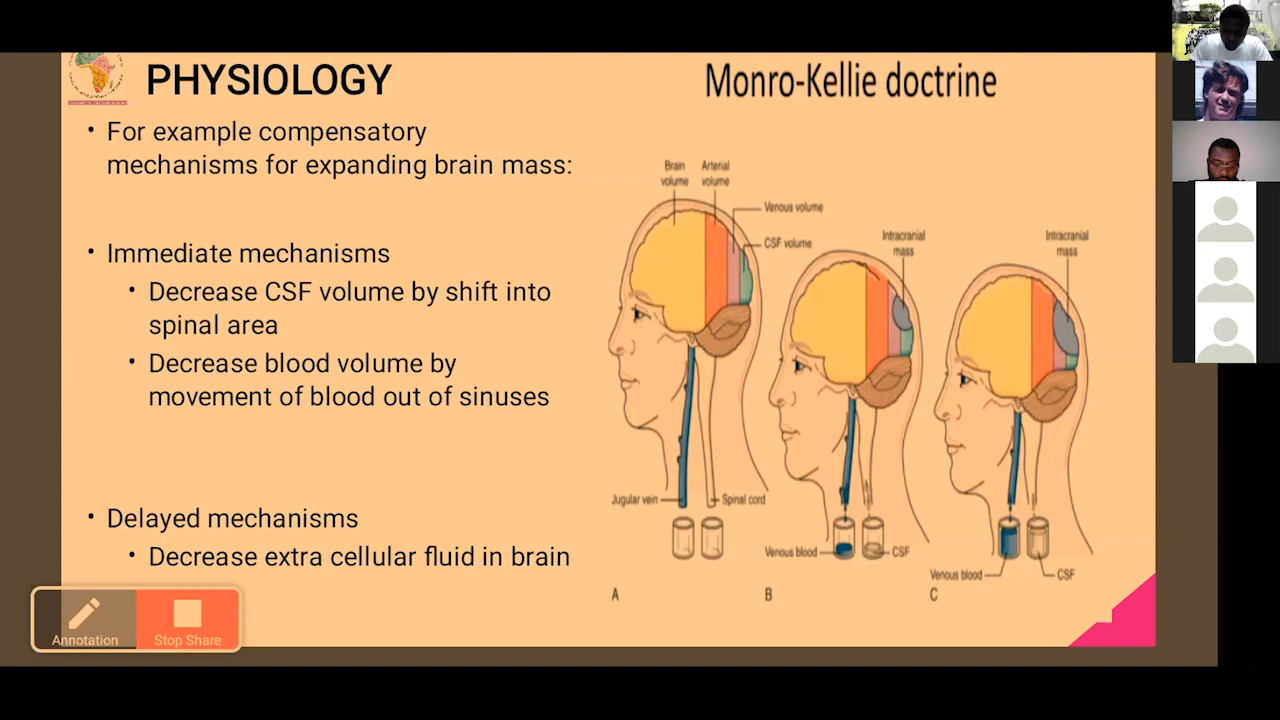 PHYSIOLOGY
• For example compensatory
mechanisms for expanding brain mass:
• Immediate mechanisms
• Decrease CSF volume by shift into
spinal area
• Decrease blood volume by
movement of blood out of sinuses
• Delayed mechanisms
• Decrease extra cellular fluid in brain
Monro-Kellie doctrine
Brain
volume
Arterial
volume
Venous volume
CSF volume
Intracranial
mass
Intracranial
mass
Jugular vein
Spinal cord
Venous blood
CSF
Venous blood
CSF
A
B
C
Annotation
Stop Share